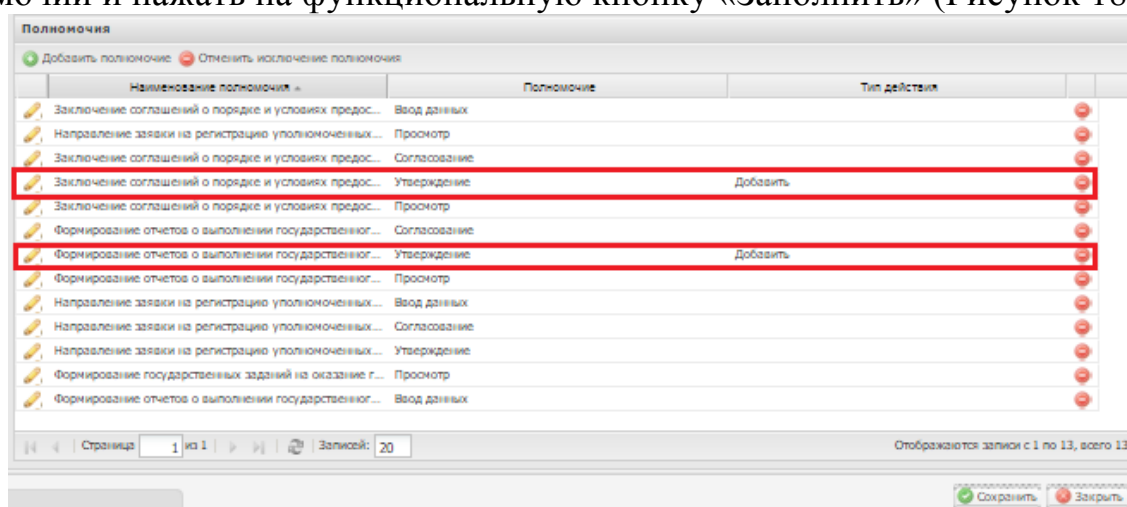 мочий и нажать на функциональную кнопку «Заполнить» (Рисунок 18
Полномочия
Добавить полномочие Отменить исключение полномочия
Наименование полномочия Полномочие Тип действия
Заключение соглашений о порядке и условиях предос... Ввод данных
Направление заявки на регистрацию уполномоченных... Просмотр
Заключение соглашений о порядке и условиях предос... Согласование
Заключение соглашений о порядке и условиях предос... Утверждение Добавить
Заключение соглашений о порядке и условиях предос... Просмотр
Формирование отчетов о выполнении государственног... Согласование
Формирование отчетов о выполнении государственног... Утверждение Добавить
Формирование отчетов о выполнении государственног... Просмотр
Направление заявки на регистрацию уполномоченных... Ввод данных
Направление заявки на регистрацию уполномоченных... Согласование
Направление заявки на регистрацию уполномоченных... Утверждение
Формирование государственных заданий на оказание г... Просмотр
Формирование отчетов о выполнении государственног... Ввод данных
Страница 1 из 1 Записей: 20 Отображаются записи с 1 по 13, всего 13
Сохранить Закрыть